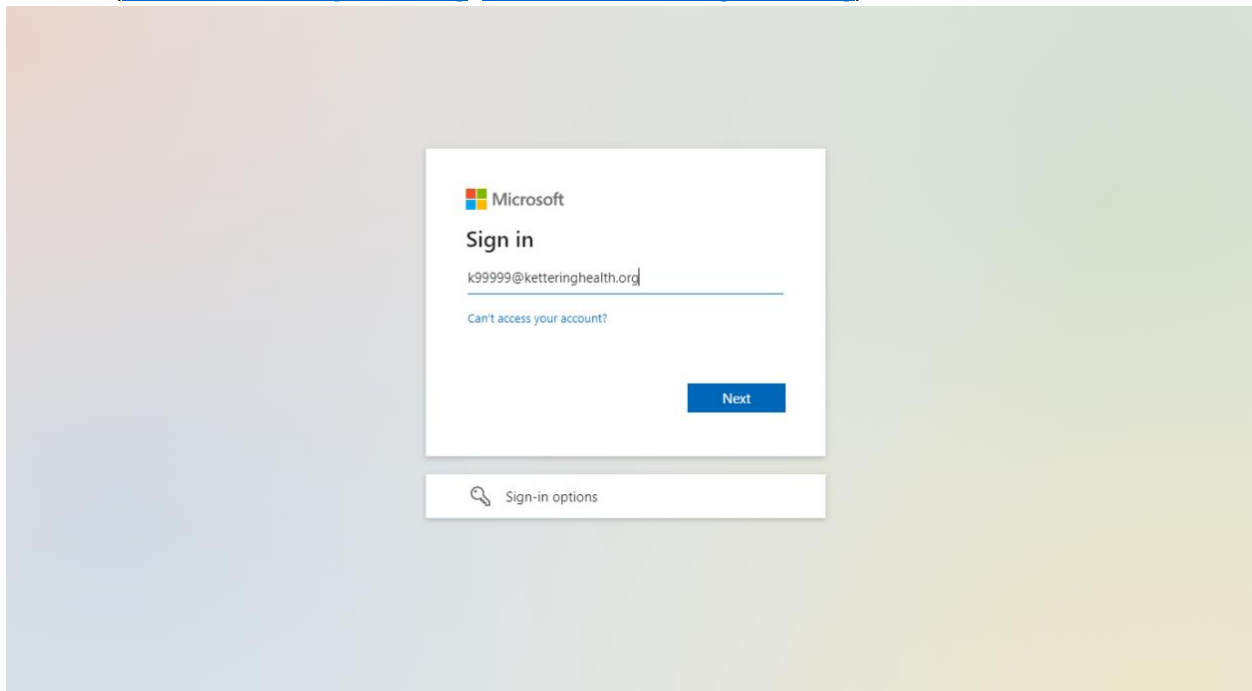 Microsoft
Sign in
k99999@ketteringhealth.org
Can't access your account?
Next
Sign-in options